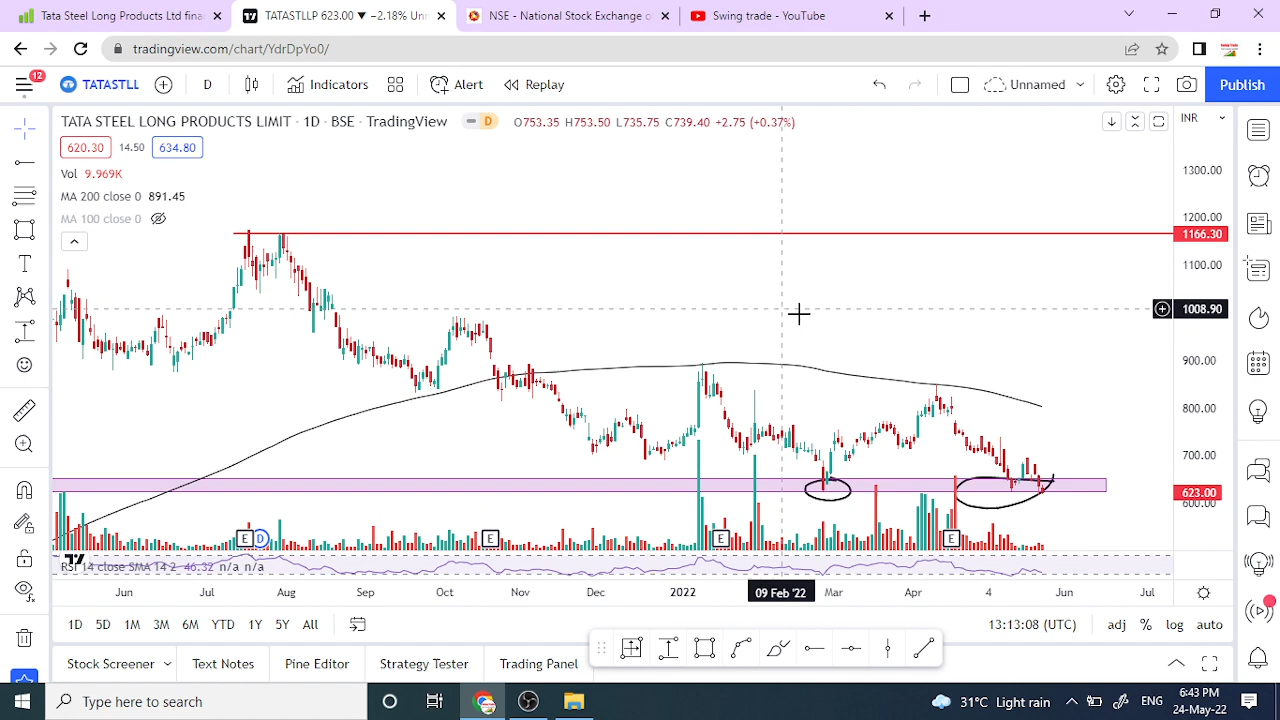 Tata Steel Long Products Ltd financ
TATASTLLP 623.00 ▼ −2.18% Unn
NSE - National Stock Exchange o
Swing trade - YouTube
tradingview.com/chart/YdrDpYo0/
12
TATASTLL
D
Indicators
Alert
Replay
Unnamed
Publish
TATA STEEL LONG PRODUCTS LIMIT · 1D · BSE · TradingView
D
O753.35 H753.50 L735.75 C739.40 +2.75 (+0.37%)
INR
620.30
14.50
634.80
Vol 9.969K
MA 200 close 0 891.45
MA 100 close 0
1300.00
1200.00
1166.30
1100.00
1008.90
900.00
800.00
700.00
623.00
600.00
E
D
E
E
E
RSI 14 close SMA 14 2 46.32 n/a n/a
Jun
Jul
Aug
Sep
Oct
Nov
Dec
2022
09 Feb '22
Mar
Apr
4
Jun
Jul
1D 5D 1M 3M 6M YTD 1Y 5Y All
13:13:08 (UTC)
adj % log auto
Stock Screener
Text Notes
Pine Editor
Strategy Tester
Trading Panel
Type here to search
31°C Light rain
ENG
6:43 PM
24-May-22